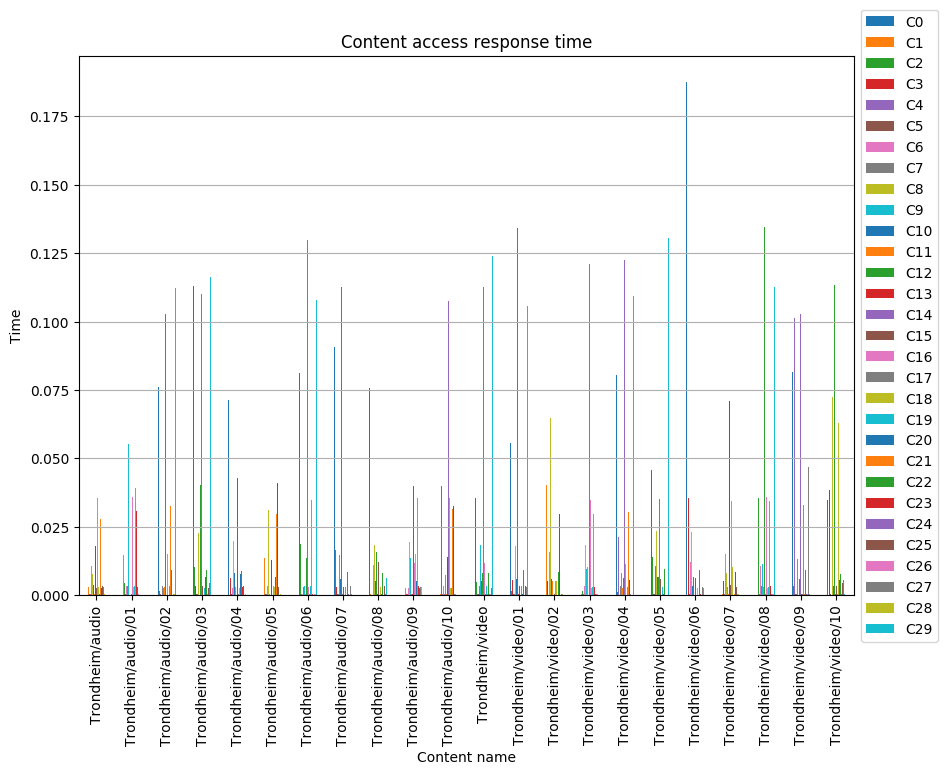 Content access response time
Time
0.175
0.150
0.125
0.100
0.075
0.050
0.025
0.000
Trondheim/audio
Trondheim/audio/01
Trondheim/audio/02
Trondheim/audio/03
Trondheim/audio/04
Trondheim/audio/05
Trondheim/audio/06
Trondheim/audio/07
Trondheim/audio/08
Trondheim/audio/09
Trondheim/audio/10
Trondheim/video
Trondheim/video/01
Trondheim/video/02
Trondheim/video/03
Trondheim/video/04
Trondheim/video/05
Trondheim/video/06
Trondheim/video/07
Trondheim/video/08
Trondheim/video/09
Trondheim/video/10
Content name
C0
C1
C2
C3
C4
C5
C6
C7
C8
C9
C10
C11
C12
C13
C14
C15
C16
C17
C18
C19
C20
C21
C22
C23
C24
C25
C26
C27
C28
C29